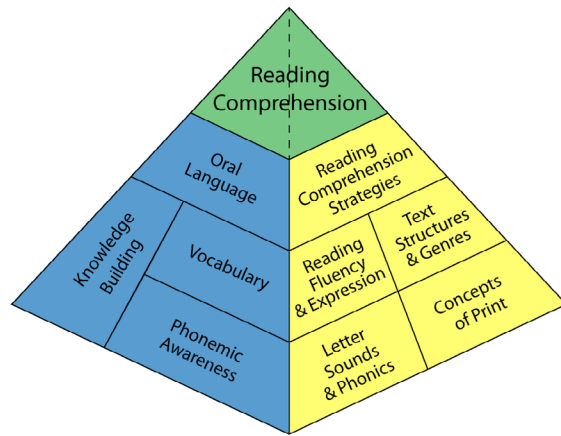 Reading
Comprehension
Oral
Language
Knowledge
Building
Vocabulary
Phonemic
Awareness
Reading
Comprehension
Strategies
Reading
Fluency
& Expression
Text
Structures
& Genres
Letter
Sounds
& Phonics
Concepts
of Print